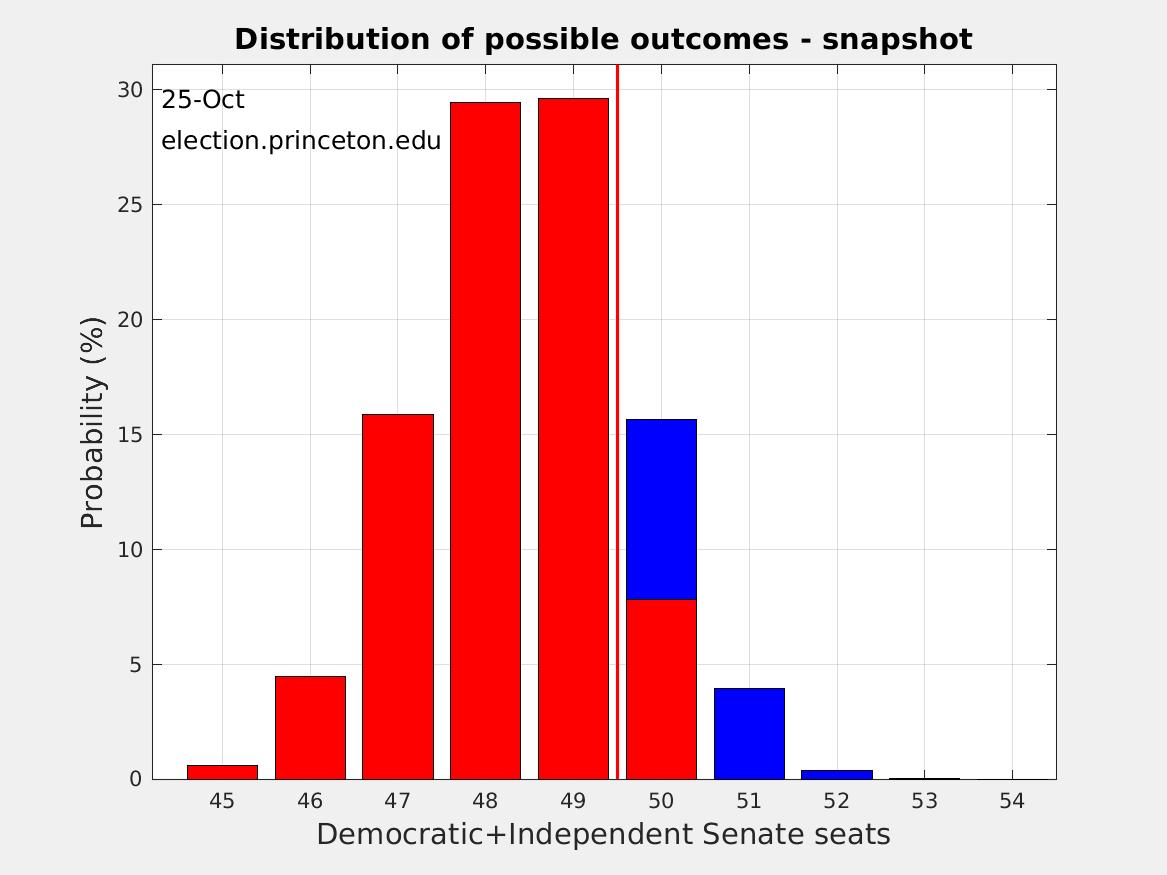 Distribution of possible outcomes - snapshot
25-Oct
election.princeton.edu
Probability (%)
30
25
20
15
10
5
0
45 46 47 48 49 50 51 52 53 54
Democratic+Independent Senate seats